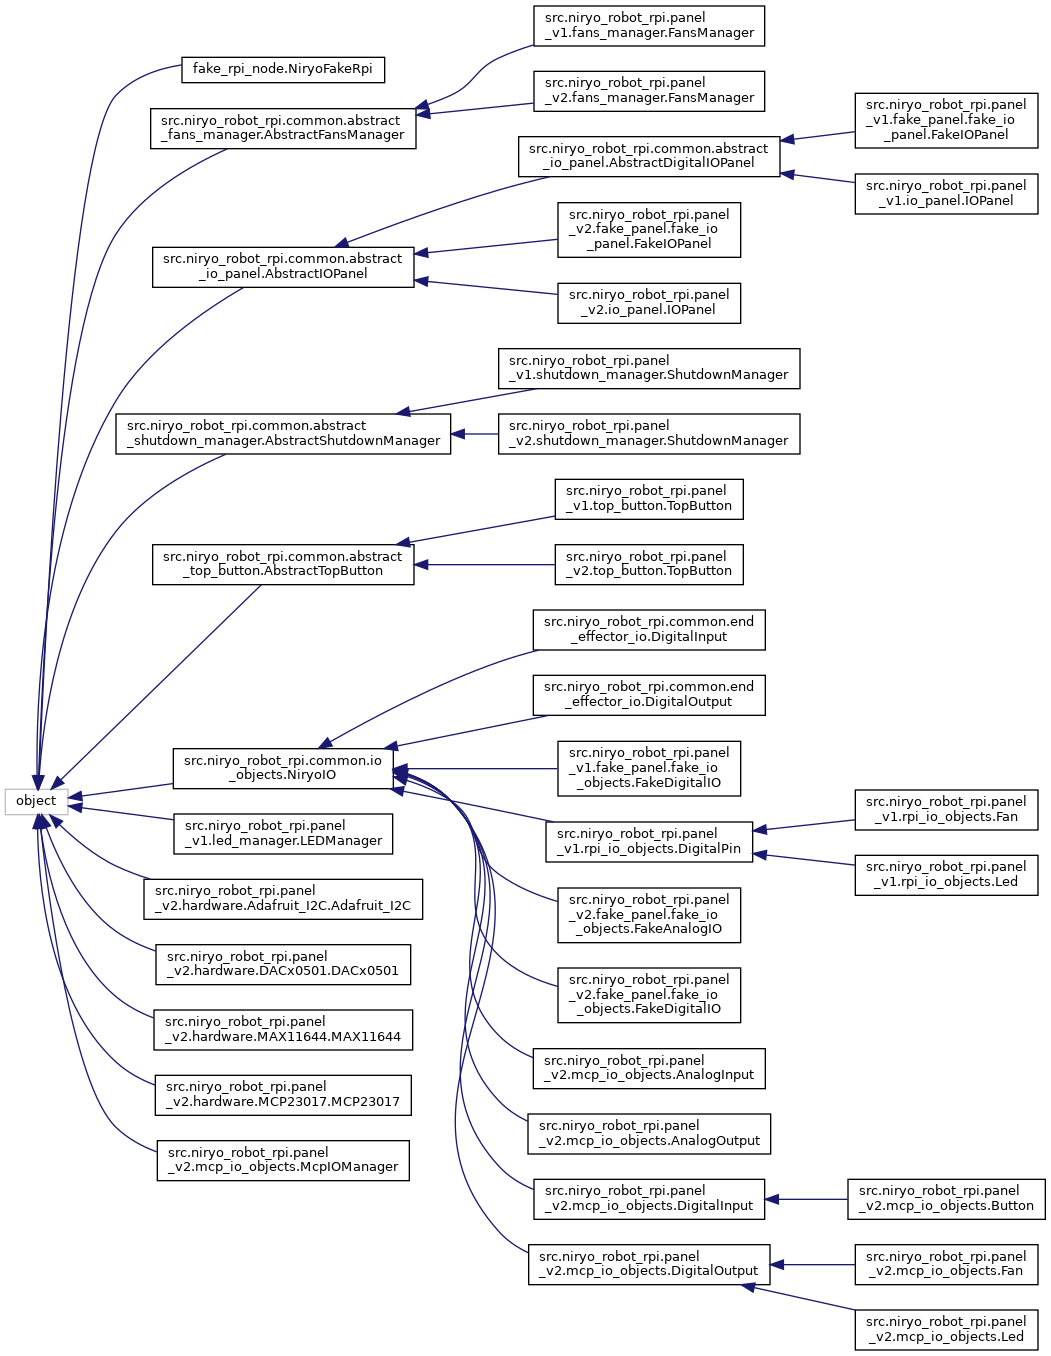 src.niryo_robot_rpi.panel
_v1.fans_manager.FansManager
fake_rpi_node.NiryoFakeRpi
src.niryo_robot_rpi.panel
_v2.fans_manager.FansManager
src.niryo_robot_rpi.common.abstract
_fans_manager.AbstractFansManager
src.niryo_robot_rpi.panel
_v1.fake_panel.fake_io
_panel.FakeIOPanel
src.niryo_robot_rpi.common.abstract
_io_panel.AbstractDigitalIOPanel
src.niryo_robot_rpi.panel
_v1.io_panel.IOPanel
src.niryo_robot_rpi.panel
_v2.fake_panel.fake_io
_panel.FakeIOPanel
src.niryo_robot_rpi.common.abstract
_io_panel.AbstractIOPanel
src.niryo_robot_rpi.panel
_v2.io_panel.IOPanel
src.niryo_robot_rpi.panel
_v1.shutdown_manager.ShutdownManager
src.niryo_robot_rpi.common.abstract
_shutdown_manager.AbstractShutdownManager
src.niryo_robot_rpi.panel
_v2.shutdown_manager.ShutdownManager
src.niryo_robot_rpi.panel
_v1.top_button.TopButton
src.niryo_robot_rpi.common.abstract
_top_button.AbstractTopButton
src.niryo_robot_rpi.panel
_v2.top_button.TopButton
src.niryo_robot_rpi.common.end
_effector_io.DigitalInput
src.niryo_robot_rpi.common.end
_effector_io.DigitalOutput
src.niryo_robot_rpi.common.io
_objects.NiryoIO
src.niryo_robot_rpi.panel
_v1.fake_panel.fake_io
_objects.FakeDigitalIO
object
src.niryo_robot_rpi.panel
_v1.led_manager.LEDManager
src.niryo_robot_rpi.panel
_v1.rpi_io_objects.DigitalPin
src.niryo_robot_rpi.panel
_v1.rpi_io_objects.Fan
src.niryo_robot_rpi.panel
_v1.rpi_io_objects.Led
src.niryo_robot_rpi.panel
_v2.hardware.Adafruit_I2C.Adafruit_I2C
src.niryo_robot_rpi.panel
_v2.fake_panel.fake_io
_objects.FakeAnalogIO
src.niryo_robot_rpi.panel
_v2.hardware.DACx0501.DACx0501
src.niryo_robot_rpi.panel
_v2.fake_panel.fake_io
_objects.FakeDigitalIO
src.niryo_robot_rpi.panel
_v2.hardware.MAX11644.MAX11644
src.niryo_robot_rpi.panel
_v2.mcp_io_objects.AnalogInput
src.niryo_robot_rpi.panel
_v2.hardware.MCP23017.MCP23017
src.niryo_robot_rpi.panel
_v2.mcp_io_objects.AnalogOutput
src.niryo_robot_rpi.panel
_v2.mcp_io_objects.McpIOManager
src.niryo_robot_rpi.panel
_v2.mcp_io_objects.DigitalInput
src.niryo_robot_rpi.panel
_v2.mcp_io_objects.Button
src.niryo_robot_rpi.panel
_v2.mcp_io_objects.DigitalOutput
src.niryo_robot_rpi.panel
_v2.mcp_io_objects.Fan
src.niryo_robot_rpi.panel
_v2.mcp_io_objects.Led